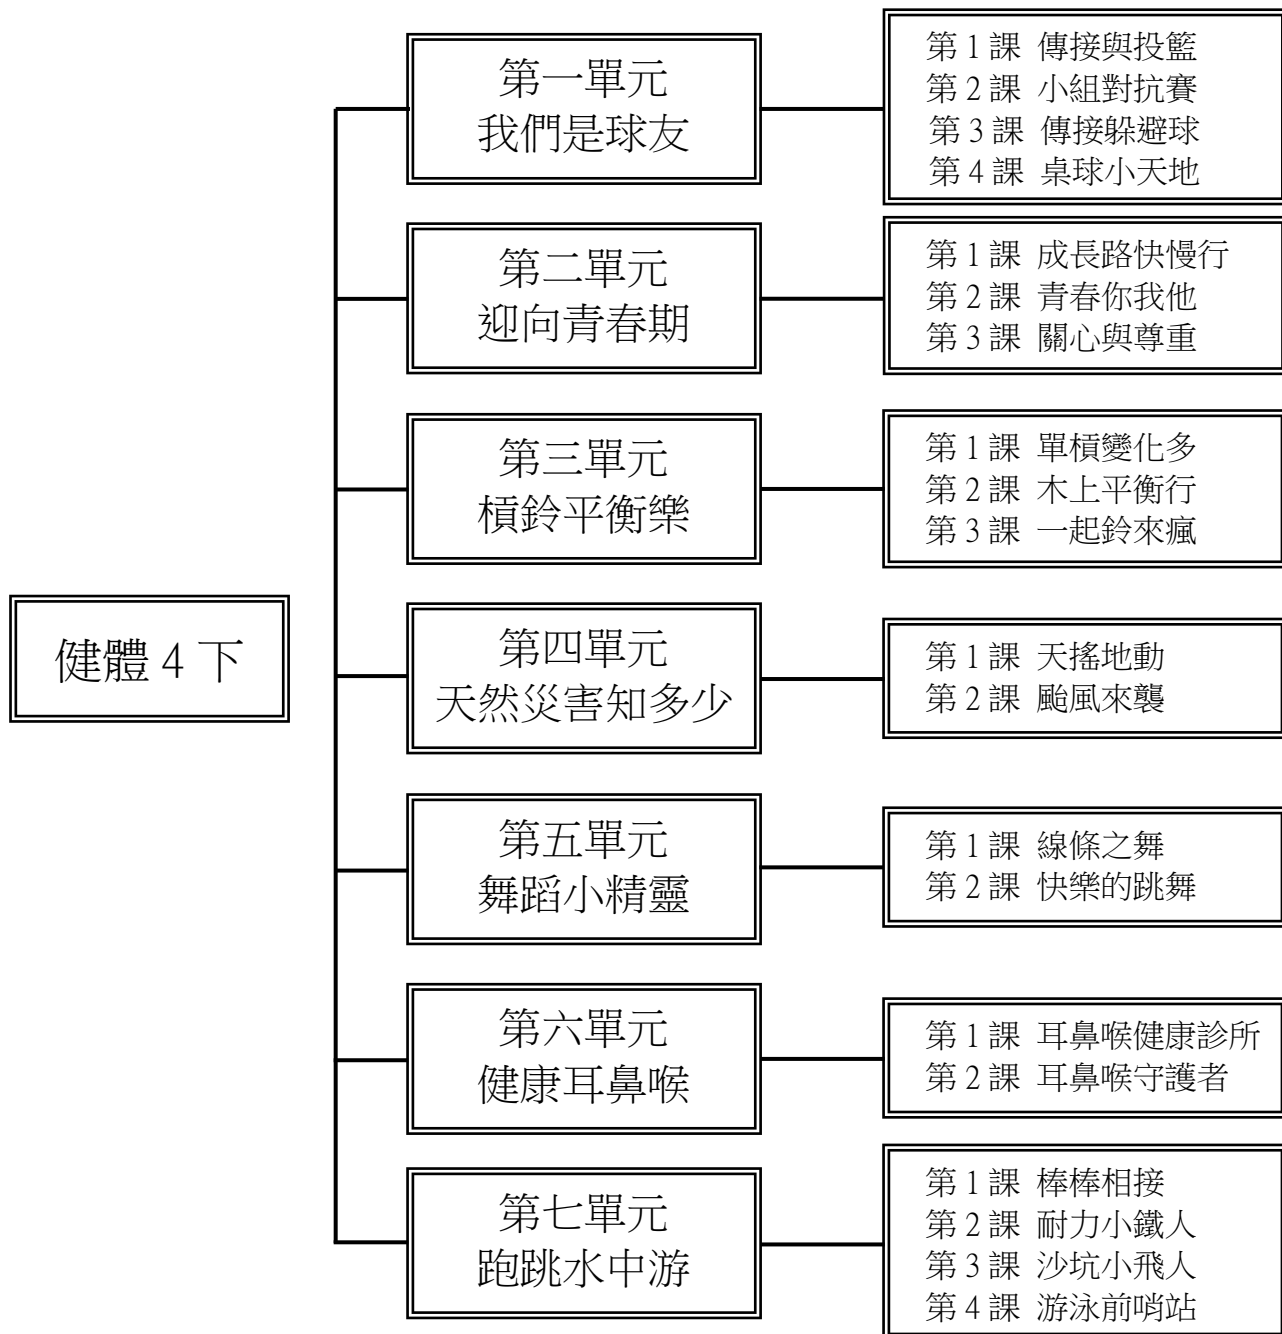 健體 4 下
第一單元
我們是球友
第 1 課 傳接與投籃
第 2 課 小組對抗賽
第 3 課 傳接躲避球
第 4 課 桌球小天地
第二單元
迎向青春期
第 1 課 成長路快慢行
第 2 課 青春你我他
第 3 課 關心與尊重
第三單元
槓鈴平衡樂
第 1 課 單槓變化多
第 2 課 木上平衡行
第 3 課 一起鈴來瘋
第四單元
天然災害知多少
第 1 課 天搖地動
第 2 課 颱風來襲
第五單元
舞蹈小精靈
第 1 課 線條之舞
第 2 課 快樂的跳舞
第六單元
健康耳鼻喉
第 1 課 耳鼻喉健康診所
第 2 課 耳鼻喉守護者
第七單元
跑跳水中游
第 1 課 棒棒相接
第 2 課 耐力小鐵人
第 3 課 沙坑小飛人
第 4 課 游泳前哨站